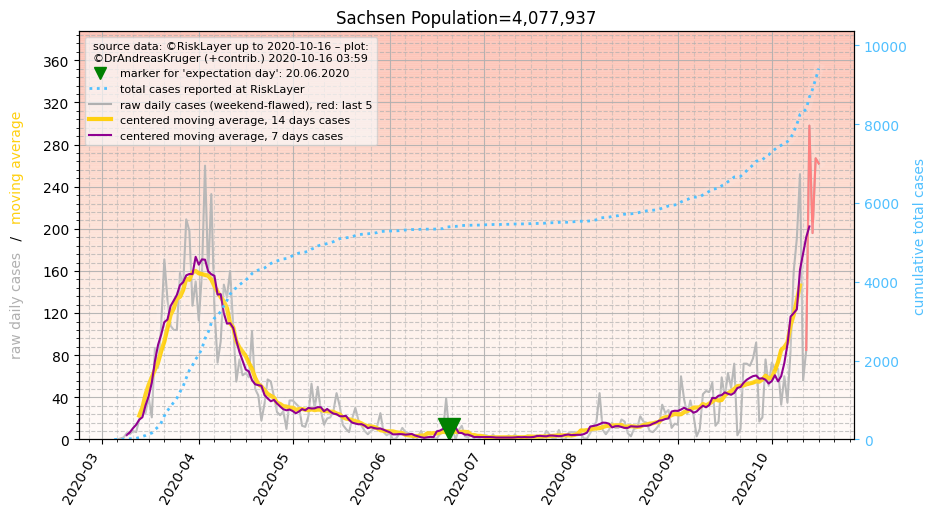 Sachsen Population=4,077,937
source data: ©RiskLayer up to 2020-10-16 – plot:
©DrAndreasKruger (+contrib.) 2020-10-16 03:59
marker for 'expectation day': 20.06.2020
total cases reported at RiskLayer
raw daily cases (weekend-flawed), red: last 5
centered moving average, 14 days cases
centered moving average, 7 days cases
raw daily cases / moving average
360
320
280
240
200
160
120
80
40
0
10000
8000
6000
4000
2000
0
cumulative total cases
2020-03
2020-04
2020-05
2020-06
2020-07
2020-08
2020-09
2020-10